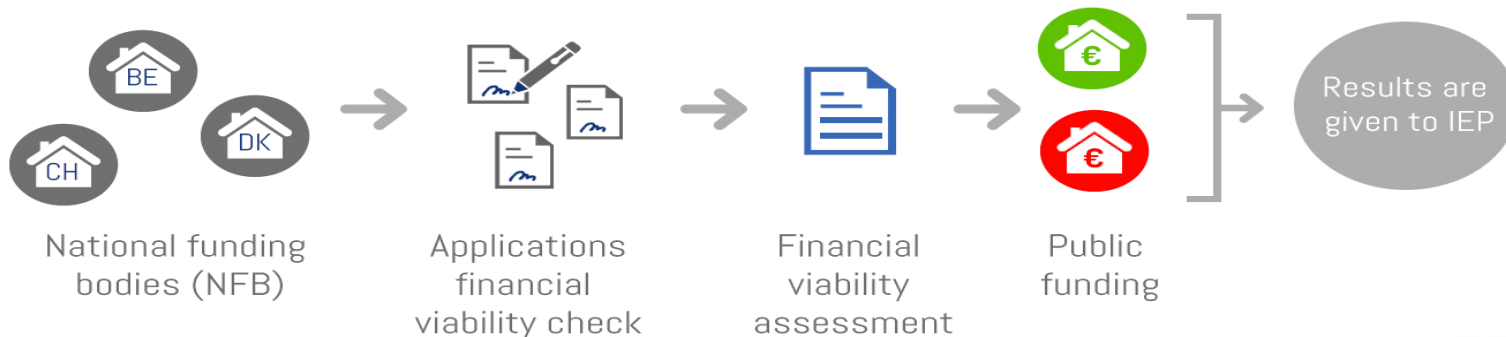 BE
DK
CH
€
€
Results are
given to IEP
National funding
bodies (NFB)
Applications
financial
viability check
Financial
viability
assessment
Public
funding